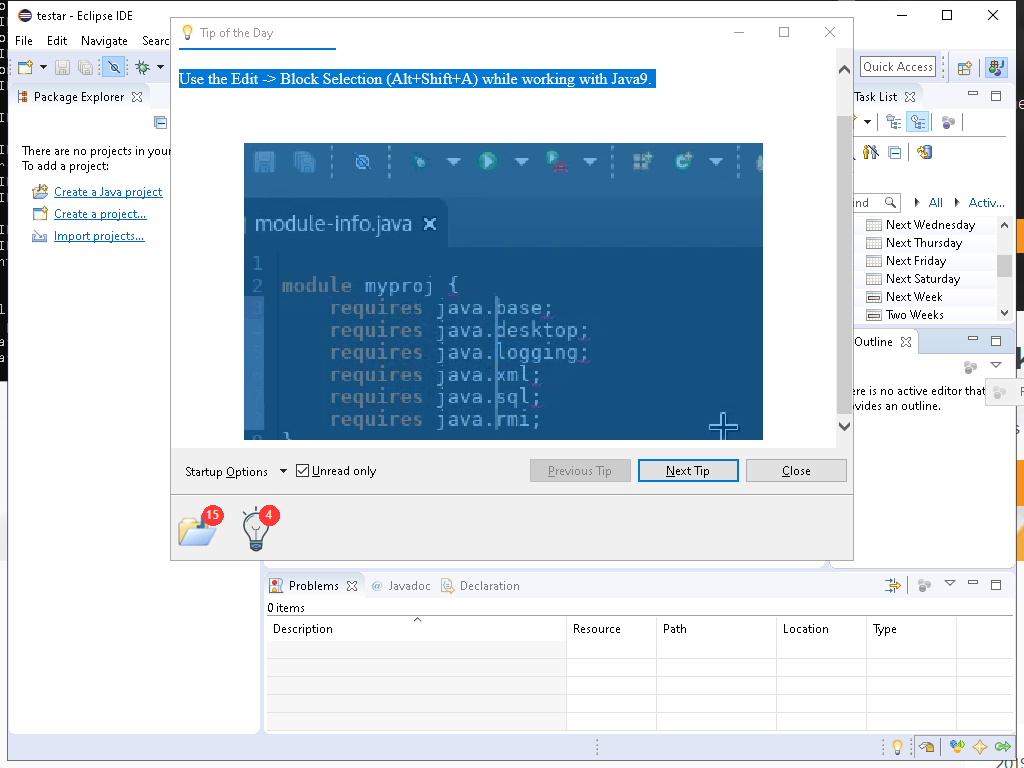 testar - Eclipse IDE
File Edit Navigate Searc
Tip of the Day
Use the Edit -> Block Selection (Alt+Shift+A) while working with Java9.
Quick Access
Package Explorer
Task List
There are no projects in your
To add a project:
Create a Java project
Create a project...
Import projects...
module-info.java
1
2 module myproj {
requires java.base;
requires java.desktop;
requires java.logging;
requires java.xml;
requires java.sql;
requires java.rmi;
}
All
Activ...
Next Wednesday
Next Thursday
Next Friday
Next Saturday
Next Week
Two Weeks
Outline
ere is no active editor that
vides an outline.
Startup Options
Unread only
Previous Tip
Next Tip
Close
15
4
Problems
@ Javadoc
Declaration
0 items
Description Resource Path Location Type